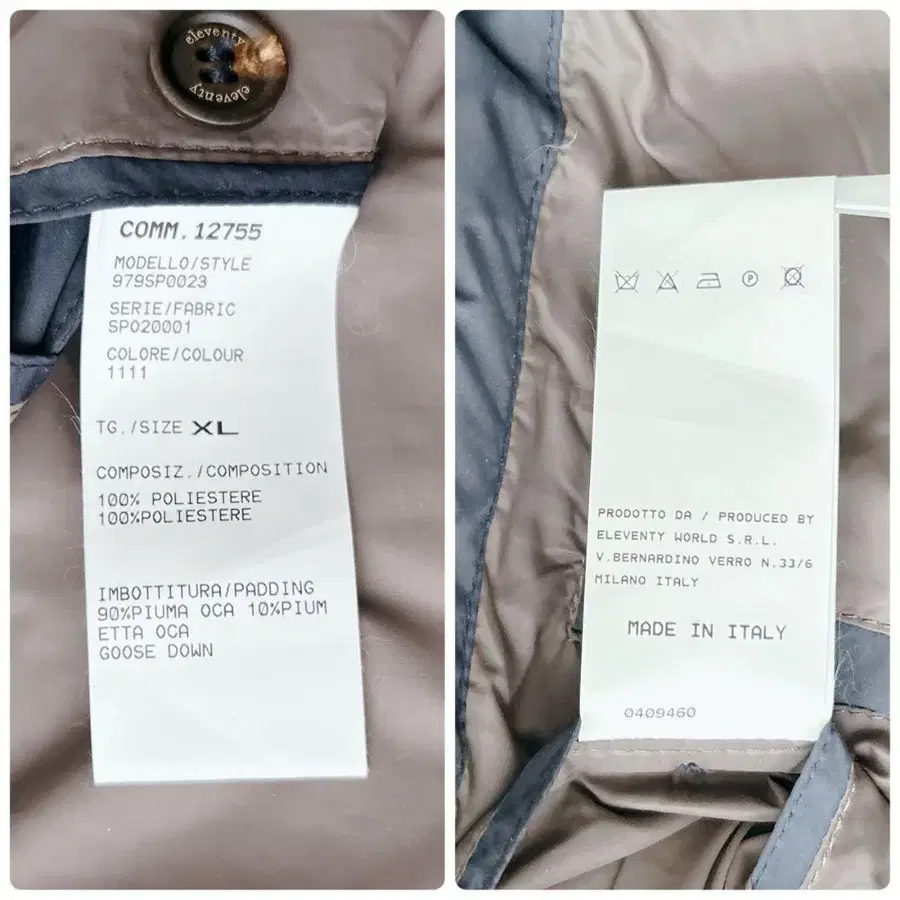 eleventy
eleventy
COMM. 12755
MODELLO/STYLE
979SP0023
SERIE/FABRIC
SP020001
COLORE/COLOUR
1111
TG./SIZE XL
COMPOSIZ./COMPOSITION
100% POLIESTERE
100%POLIESTERE
IMBOTTITURA/PADDING
90%PIUMA OCA 10%PIUM
ETTA OCA
GOOSE DOWN
P
PRODOTTO DA / PRODUCED BY
ELEVENTY WORLD S.R.L.
V.BERNARDINO VERRO N.33/6
MILANO ITALY
MADE IN ITALY
0409460